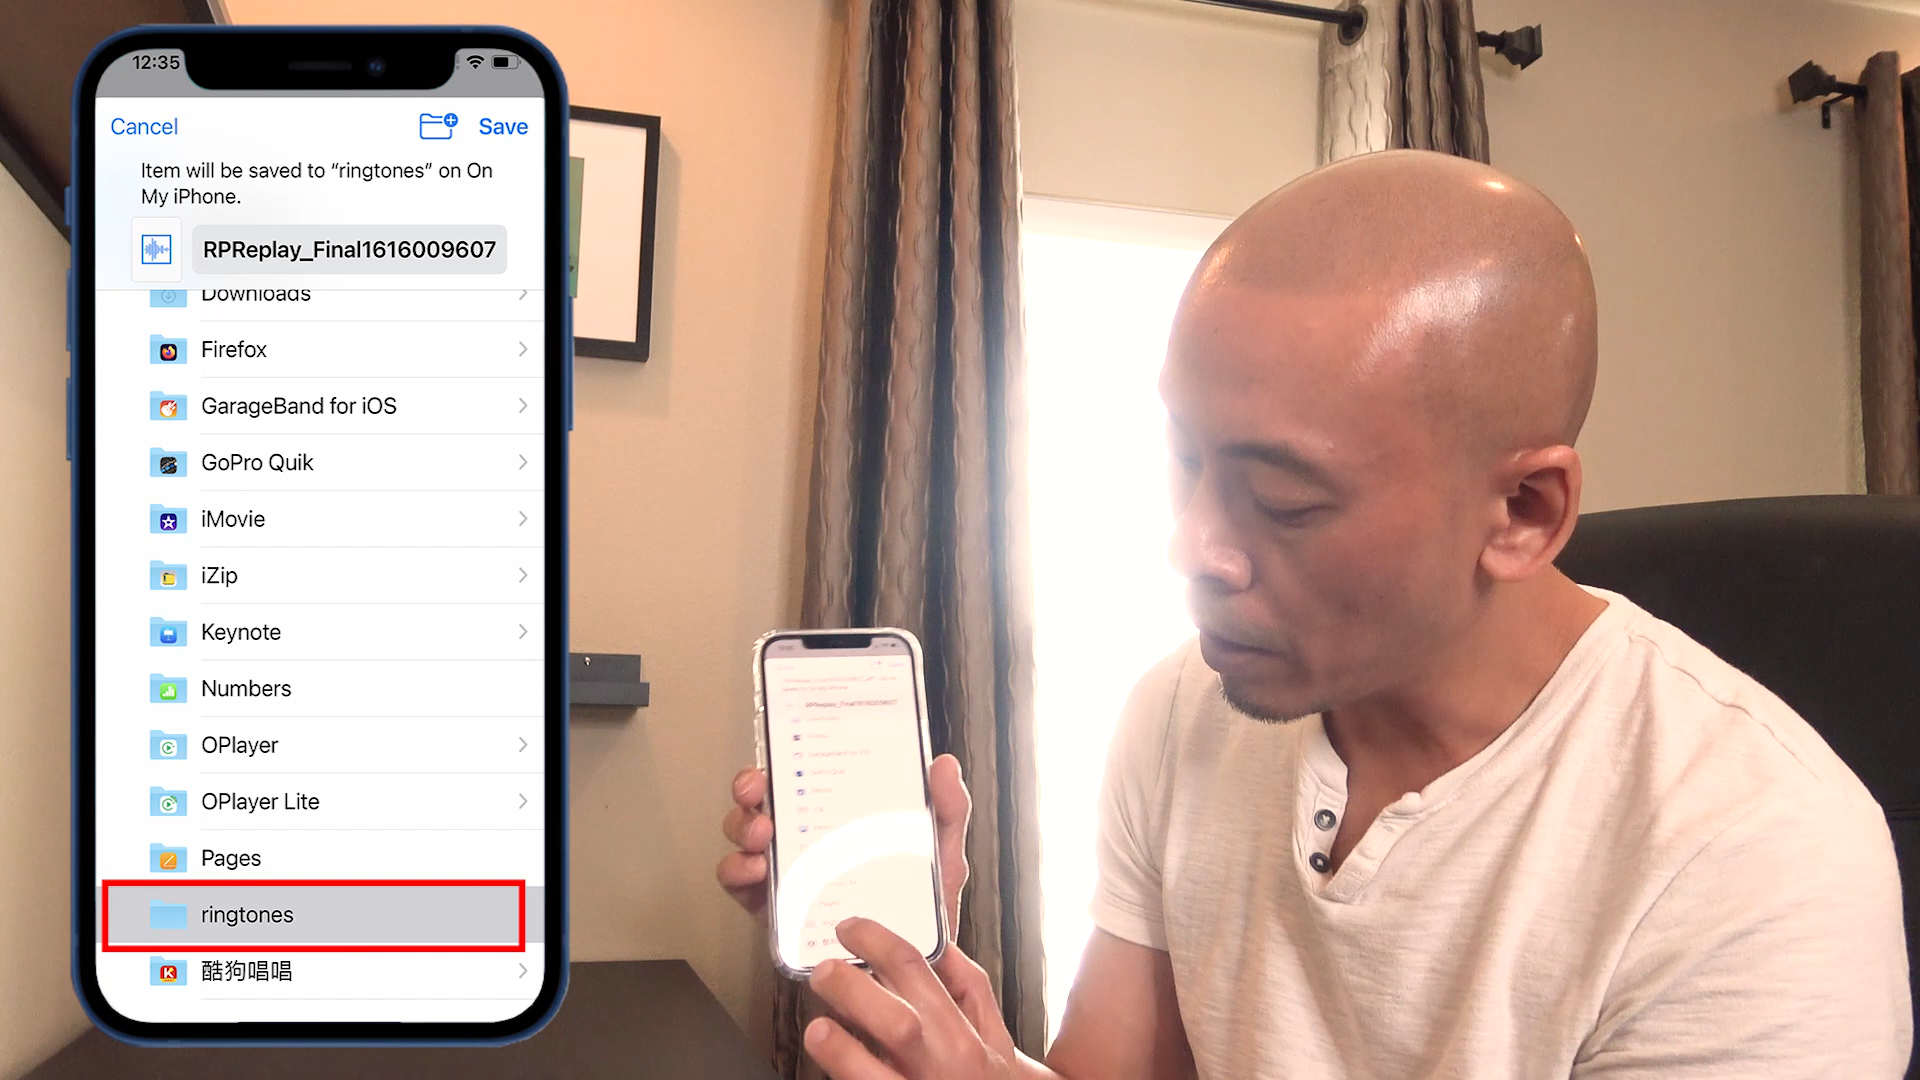 12:35
Cancel
Save
Item will be saved to “ringtones” on On
My iPhone.
RPReplay_Final1616009607
Downloads
Firefox
GarageBand for iOS
GoPro Quik
iMovie
iZip
Keynote
Numbers
OPlayer
OPlayer Lite
Pages
ringtones
酷狗唱唱
RPReplay_Final1616009607